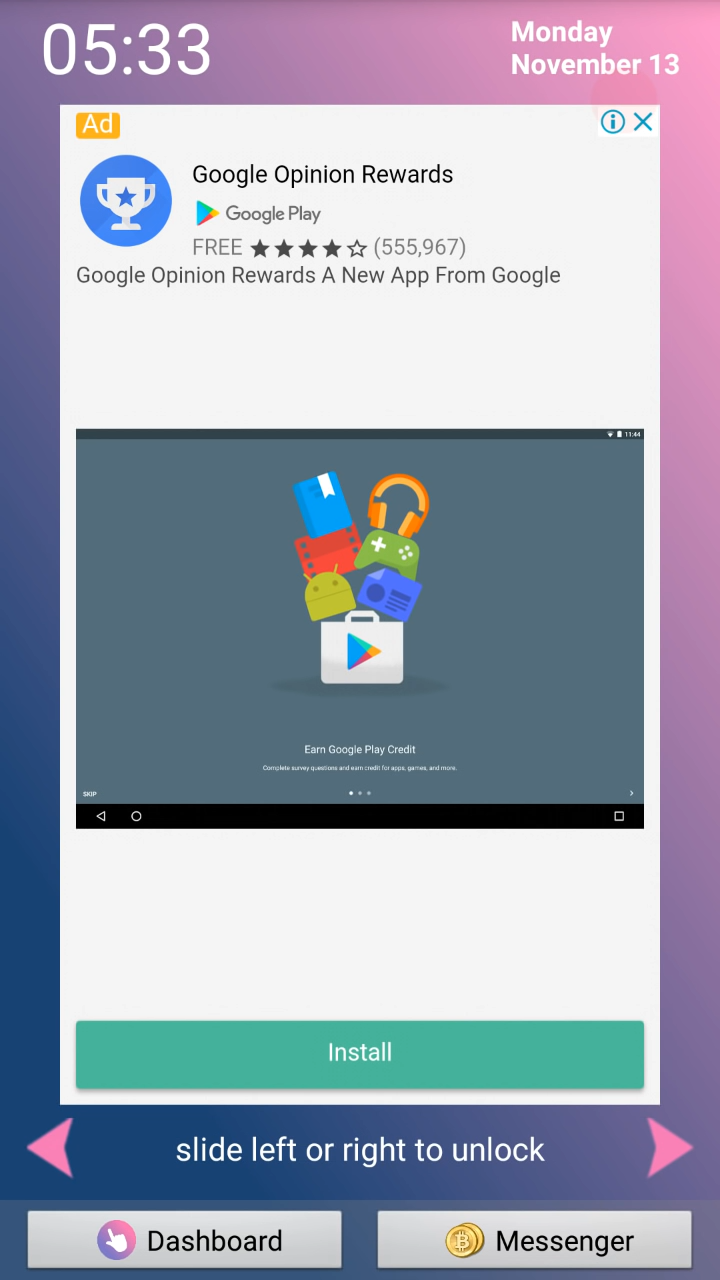 05:33
Monday
November 13
Ad
Google Opinion Rewards
Google Play
FREE ★★★★☆ (555,967)
Google Opinion Rewards A New App From Google
11:44
Earn Google Play Credit
Complete survey questions and earn credit for apps, games, and more.
SKIP
Install
slide left or right to unlock
Dashboard
Messenger